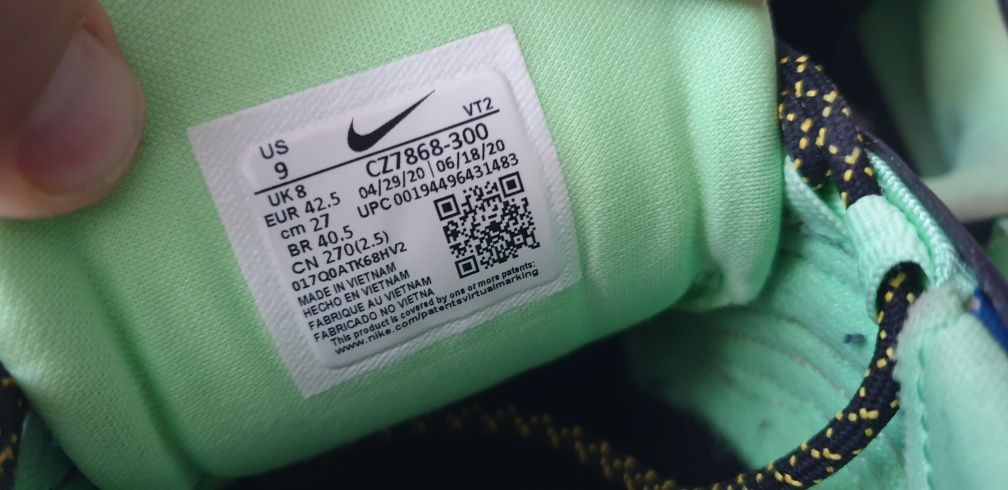 US
9
VT2
CZ7868-300
UK 8
04/29/20 06/18/20
EUR 42.5
UPC 00194496431483
cm 27
BR 40.5
CN 270(2.5)
017Q0ATK68HV2
MADE IN VIETNAM
HECHO EN VIETNAM
FABRIQUE AU VIETNAM
FABRICADO NO VIETNA
This product is covered by one or more patents:
www.nike.com/patentsvirtualmarking